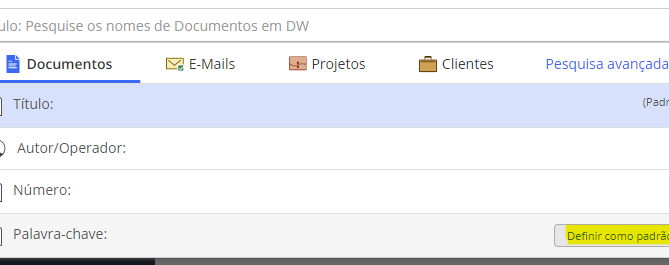 ulo: Pesquise os nomes de Documentos em DW
Documentos E-Mails Projetos Clientes Pesquisa avançada
Título: (Padr
Autor/Operador:
Número:
Palavra-chave: Definir como padrão